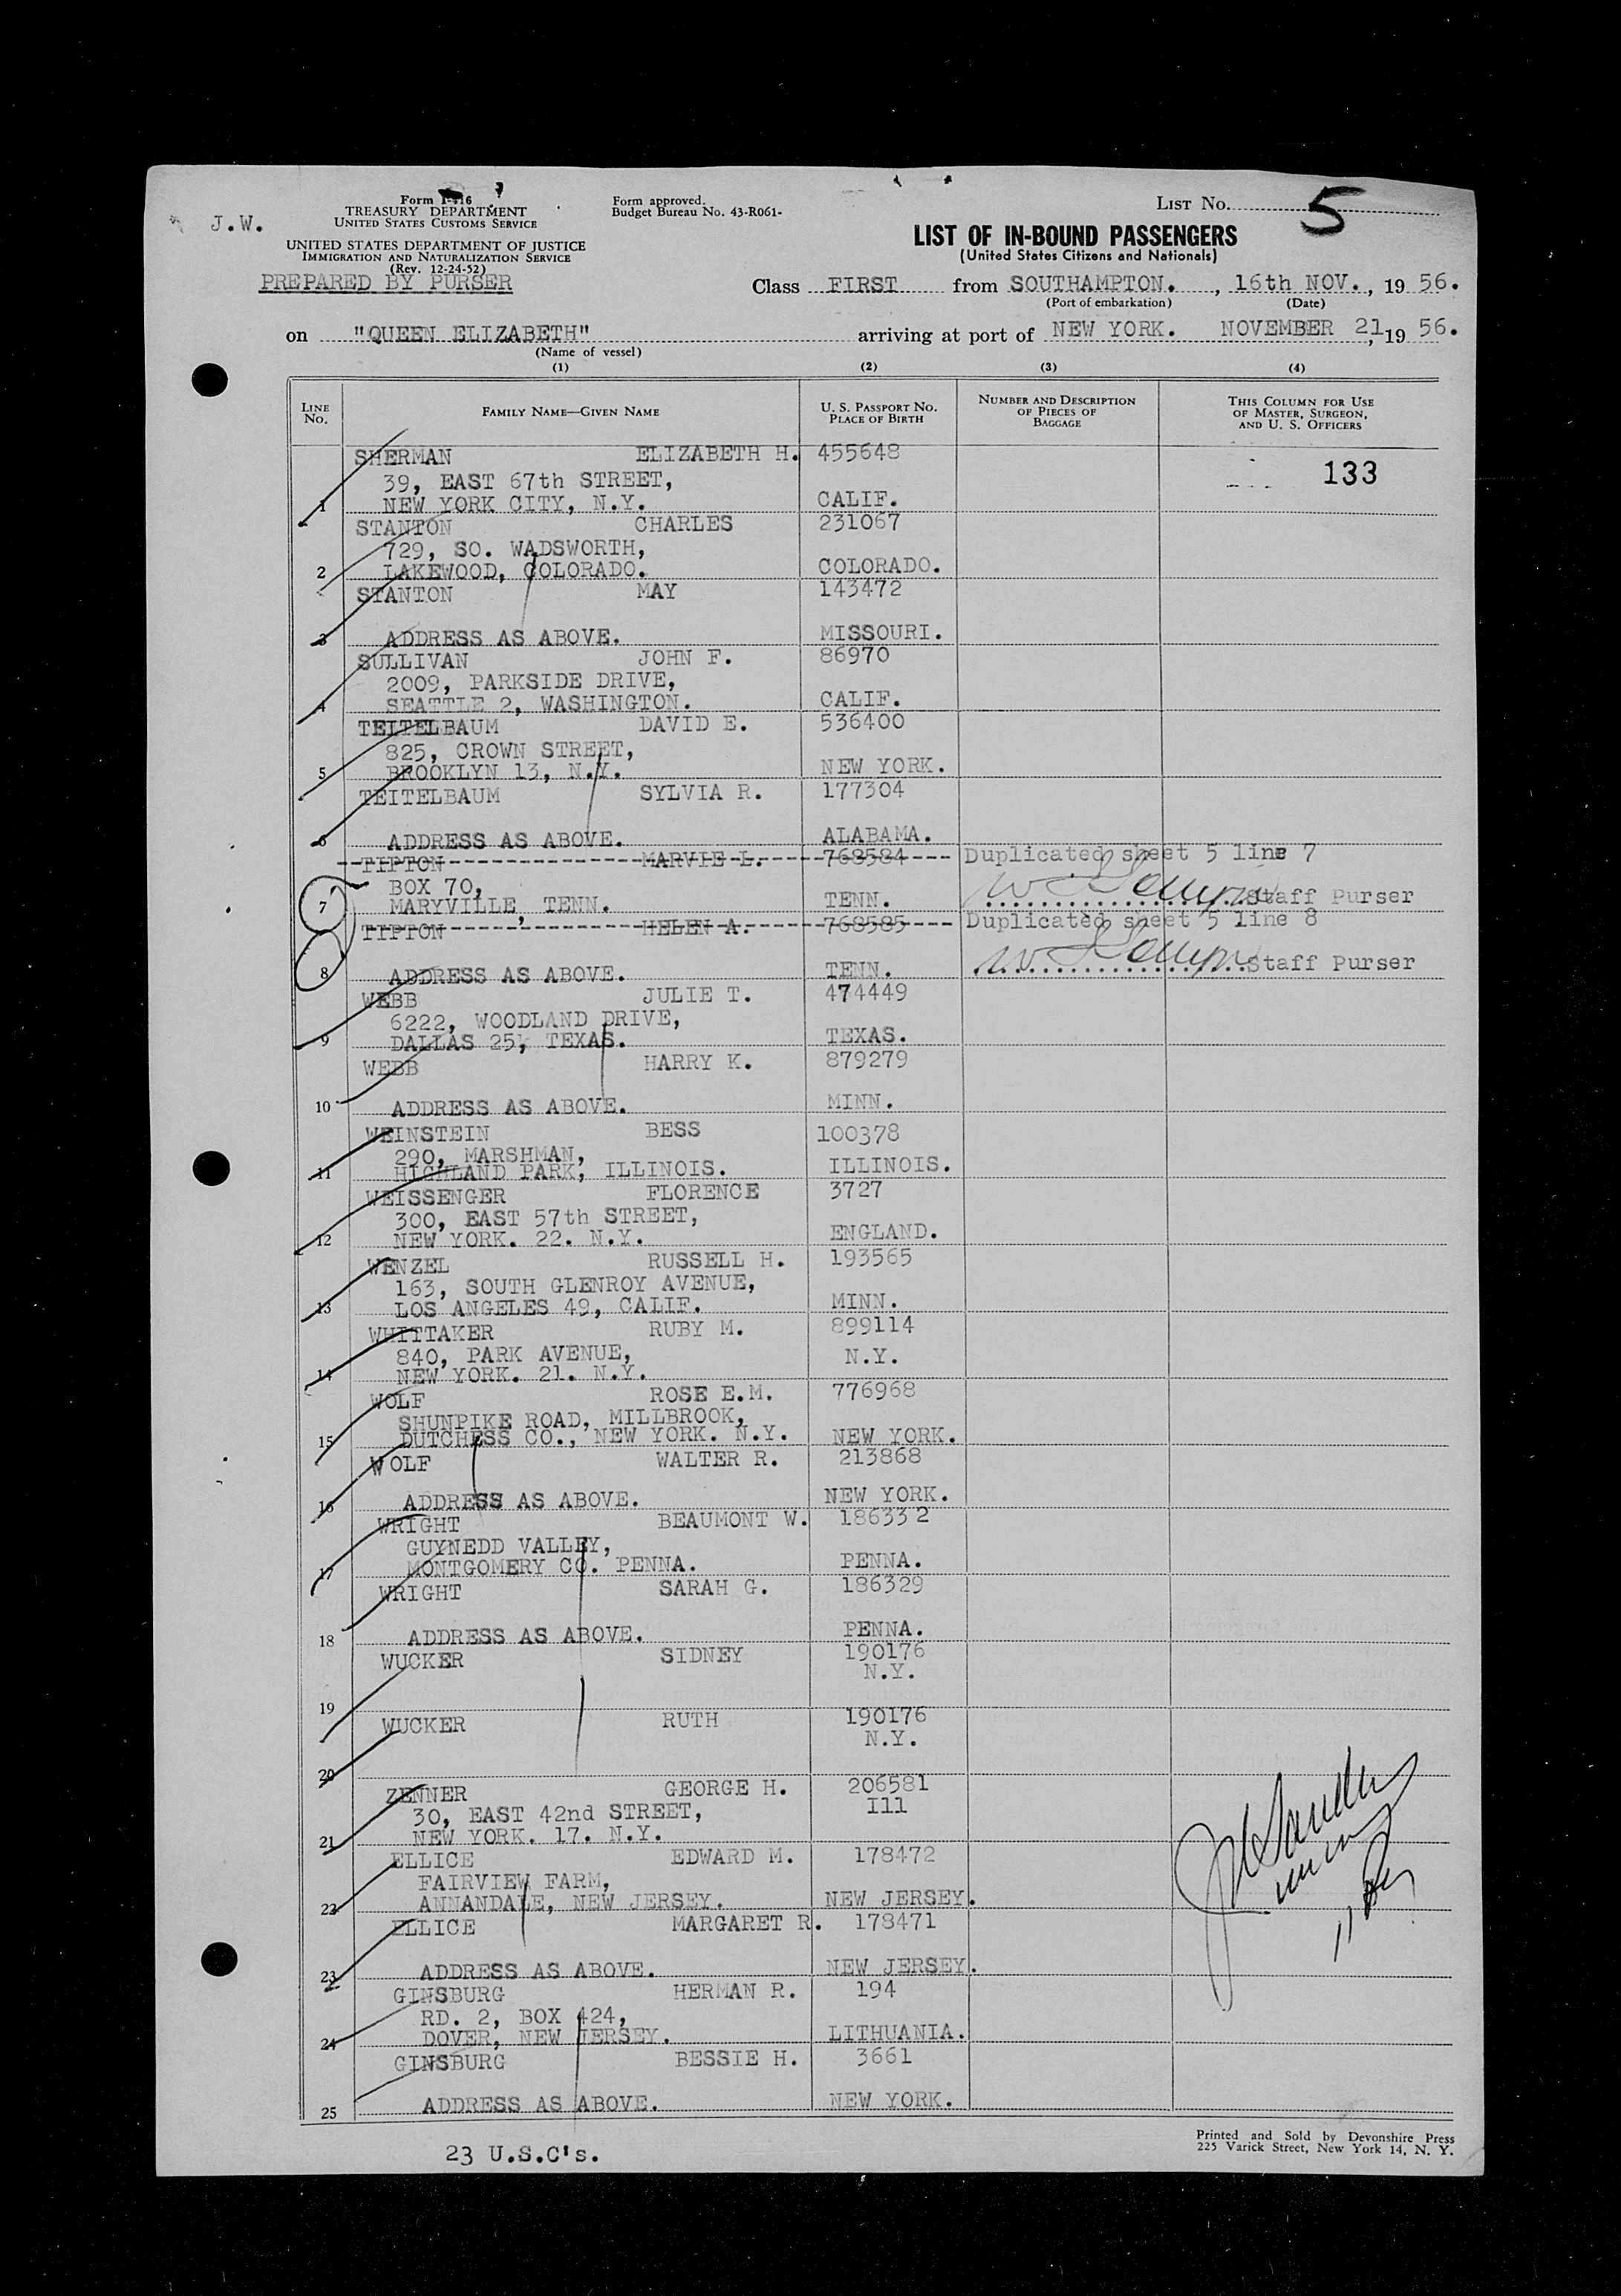 J.W.
Form I-416
TREASURY DEPARTMENT
UNITED STATES CUSTOMS SERVICE
UNITED STATES DEPARTMENT OF JUSTICE
IMMIGRATION AND NATURALIZATION SERVICE
(Rev. 12-24-52)
PREPARED BY PURSER
Form approved.
Budget Bureau No. 43-R061-
LIST No. 5
LIST OF IN-BOUND PASSENGERS
(United States Citizens and Nationals)
Class FIRST from SOUTHAMPTON. , 16th NOV., 19 56.
(Port of embarkation) (Date)
on "QUEEN ELIZABETH" arriving at port of NEW YORK. NOVEMBER 21, 19 56.
(Name of vessel)
(1) (2) (3) (4)
LINE No. FAMILY NAME—GIVEN NAME U. S. PASSPORT No. PLACE OF BIRTH NUMBER AND DESCRIPTION OF PIECES OF BAGGAGE THIS COLUMN FOR USE OF MASTER, SURGEON, AND U. S. OFFICERS
SHERMAN ELIZABETH H. 455648
133
39, EAST 67th STREET,
1 NEW YORK CITY, N.Y. CALIF.
STANTON CHARLES 231067
729, SO. WADSWORTH,
2 LAKEWOOD, COLORADO. COLORADO.
STANTON MAY 143472
3 ADDRESS AS ABOVE. MISSOURI.
SULLIVAN JOHN F. 86970
2009, PARKSIDE DRIVE,
4 SEATTLE 2, WASHINGTON. CALIF.
TEITELBAUM DAVID E. 536400
825, CROWN STREET,
5 BROOKLYN 13, N.Y. NEW YORK.
TEITELBAUM SYLVIA R. 177304
6 ADDRESS AS ABOVE. ALABAMA.
TIPTON MARVIE L. 768584 Duplicated sheet 5 line 7
BOX 70,
7 MARYVILLE, TENN. TENN. Staff Purser
TIPTON HELEN A. 768585 Duplicated sheet 5 line 8
8 ADDRESS AS ABOVE. TENN. Staff Purser
WEBB JULIE T. 474449
6222, WOODLAND DRIVE,
9 DALLAS 25, TEXAS. TEXAS.
WEBB HARRY K. 879279
10 ADDRESS AS ABOVE. MINN.
WEINSTEIN BESS 100378
290, MARSHMAN,
11 HIGHLAND PARK, ILLINOIS. ILLINOIS.
WEISSENGER FLORENCE 3727
300, EAST 57th STREET,
12 NEW YORK. 22. N.Y. ENGLAND.
WENZEL RUSSELL H. 193565
163, SOUTH GLENROY AVENUE,
13 LOS ANGELES 49, CALIF. MINN.
WHITTAKER RUBY M. 899114
840, PARK AVENUE, N.Y.
14 NEW YORK. 21. N.Y.
WOLF ROSE E.M. 776968
SHUNPIKE ROAD, MILLBROOK,
15 DUTCHESS CO., NEW YORK. N.Y. NEW YORK.
WOLF WALTER R. 213868
16 ADDRESS AS ABOVE. NEW YORK.
WRIGHT BEAUMONT W. 186332
GUYNEDD VALLEY,
17 MONTGOMERY CO. PENNA. PENNA.
WRIGHT SARAH G. 186329
18 ADDRESS AS ABOVE. PENNA.
WUCKER SIDNEY 190176
N.Y.
19
WUCKER RUTH 190176
N.Y.
20
ZENNER GEORGE H. 206581
30, EAST 42nd STREET, Ill
21 NEW YORK. 17. N.Y.
ELLICE EDWARD M. 178472
FAIRVIEW FARM,
22 ANNANDALE, NEW JERSEY. NEW JERSEY.
ELLICE MARGARET R. 178471
23 ADDRESS AS ABOVE. NEW JERSEY.
GINSBURG HERMAN R. 194
RD. 2, BOX 424,
24 DOVER, NEW JERSEY. LITHUANIA.
GINSBURG BESSIE H. 3661
25 ADDRESS AS ABOVE. NEW YORK.
23 U.S.C's.
Printed and Sold by Devonshire Press
225 Varick Street, New York 14, N. Y.